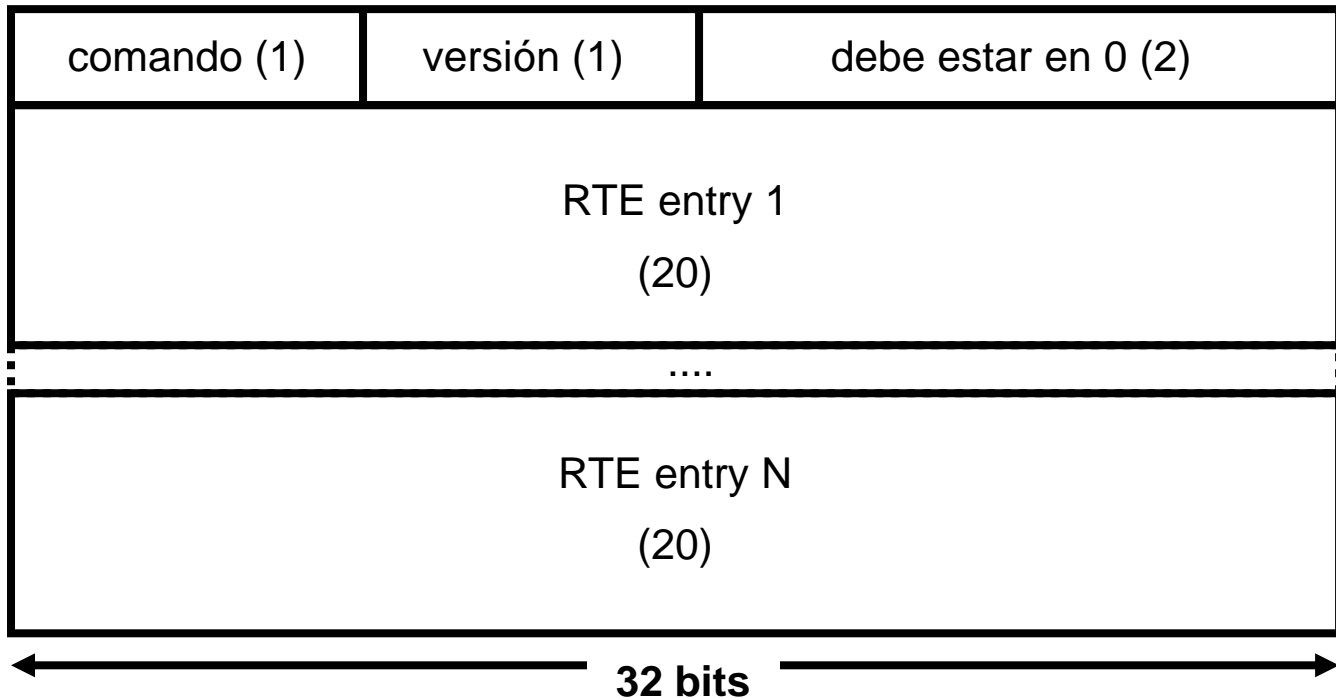 comando (1) versión (1) debe estar en 0 (2)
RTE entry 1
(20)
....
RTE entry N
(20)
32 bits